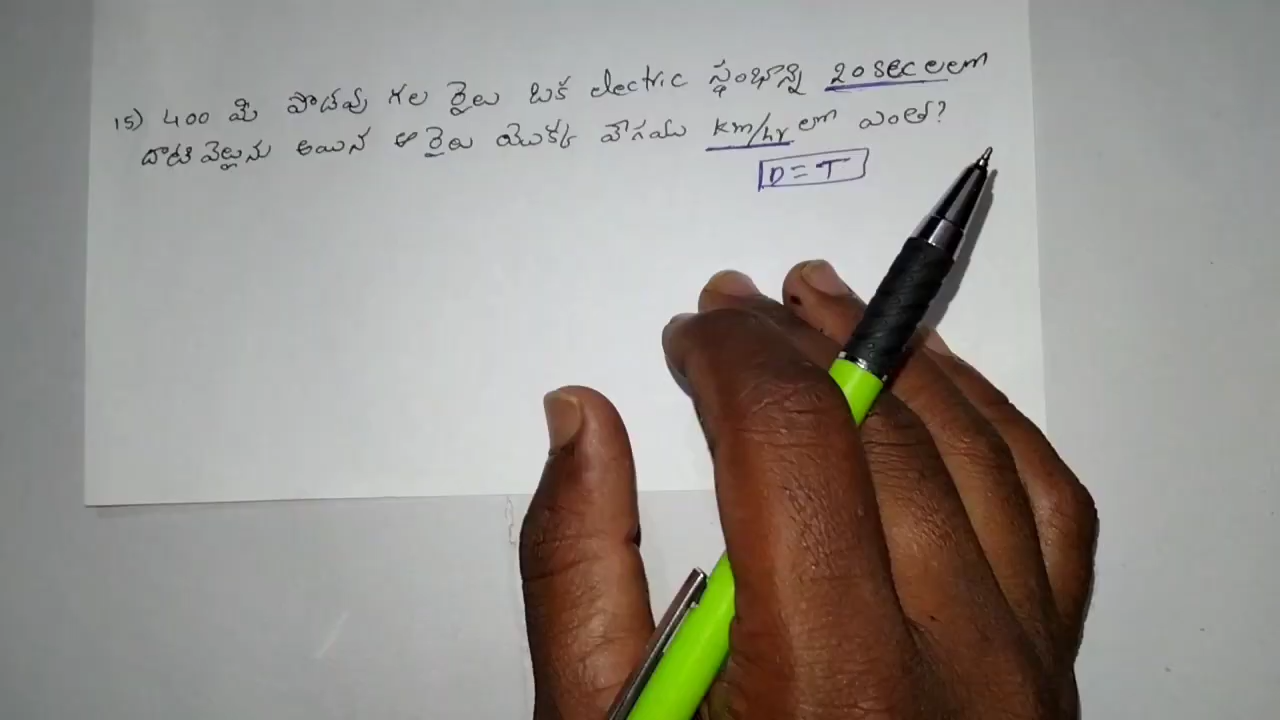 15) 400 మీ పొడవు గల రైలు ఒక electric స్థంభాన్ని 20 sec లలో
దాటి వెల్లును అయిన ఆ రైలు యొక్క వేగము km/hr లో ఎంత?
D = T